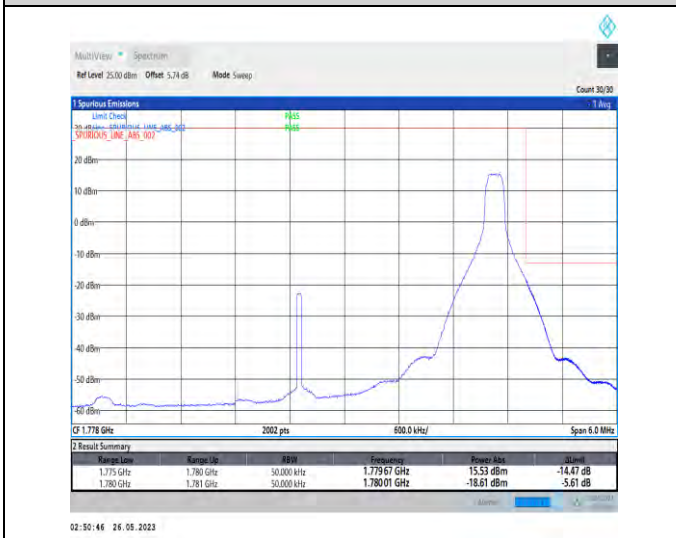 MultiView Spectrum
Ref Level 25.00 dBm Offset 5.74 dB Mode Sweep
Count 30/30
1 Spurious Emissions 1 Avg
Limit Check PASS
_SPURIOUS_LINE_ABS_002 PASS
20 dBm
10 dBm
0 dBm
-10 dBm
-20 dBm
-30 dBm
-40 dBm
-50 dBm
-60 dBm
CF 1.778 GHz 2002 pts 600.0 kHz/ Span 6.0 MHz
2 Result Summary
Range Low Range Up RBW Frequency Power Abs ΔLimit
1.775 GHz 1.780 GHz 50.000 kHz 1.77967 GHz 15.53 dBm -14.47 dB
1.780 GHz 1.781 GHz 50.000 kHz 1.78001 GHz -18.61 dBm -5.61 dB
02:50:46 26.05.2023